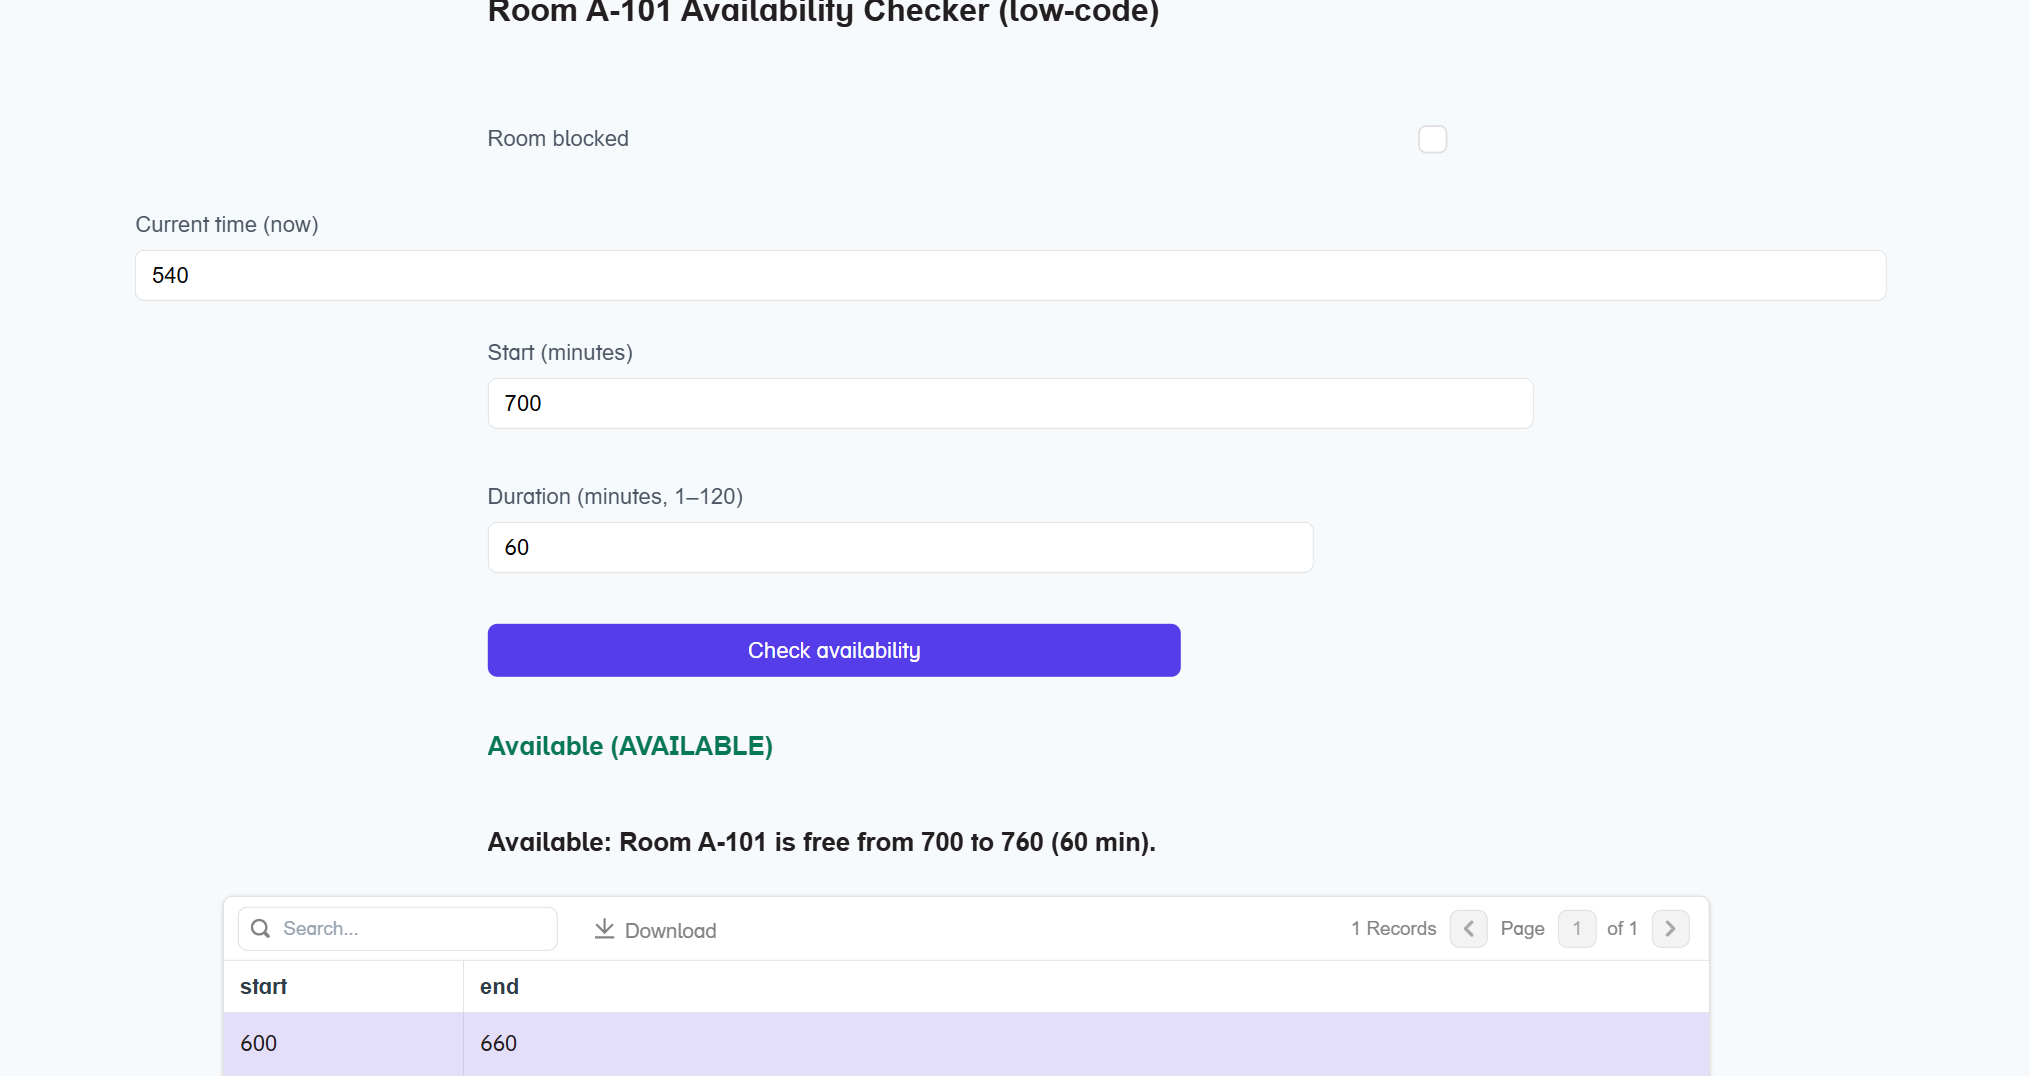 Room A-101 Availability Checker (low-code)
Room blocked
Current time (now)
540
Start (minutes)
700
Duration (minutes, 1–120)
60
Check availability
Available (AVAILABLE)
Available: Room A-101 is free from 700 to 760 (60 min).
Search... Download 1 Records Page 1 of 1
start end
600 660